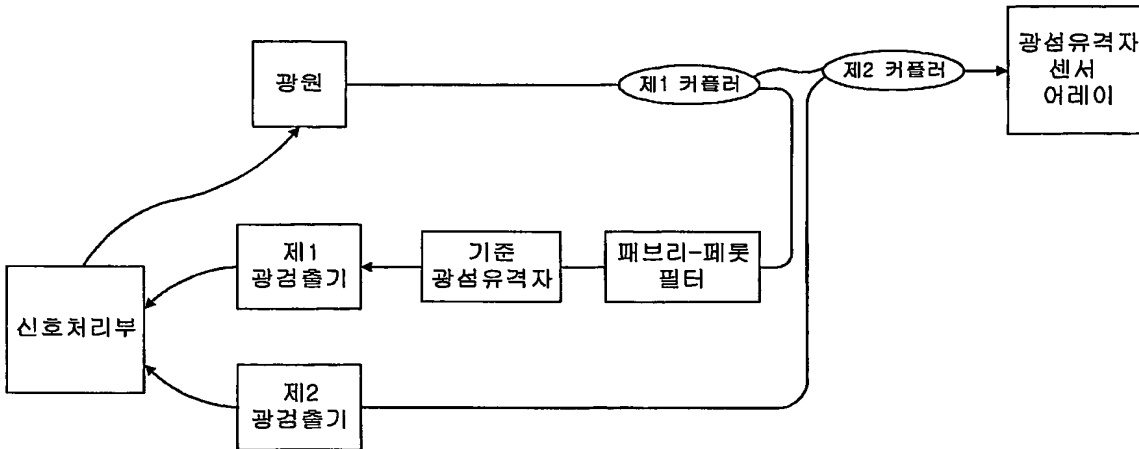 광원
제1 커플러
제2 커플러
광섬유격자
센서
어레이
제1
광검출기
기준
광섬유격자
패브리-페롯
필터
신호처리부
제2
광검출기